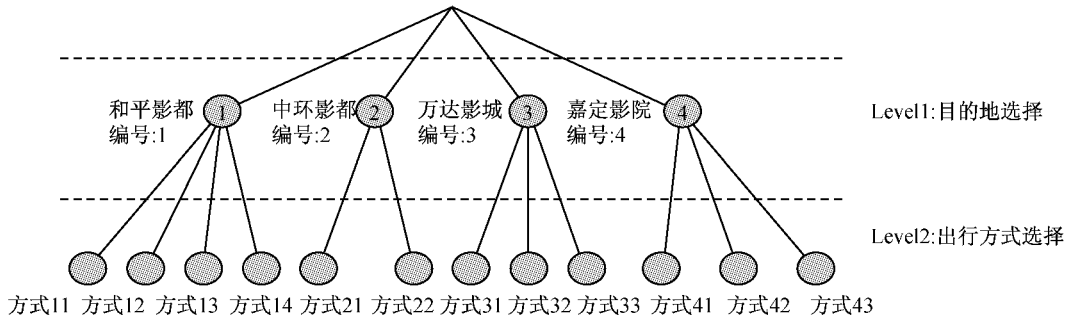 和平影都
编号:1
1
中环影都
编号:2
2
万达影城
编号:3
3
嘉定影院
编号:4
4
Level1:目的地选择
Level2:出行方式选择
方式11 方式12 方式13 方式14 方式21 方式22 方式31 方式32 方式33 方式41 方式42 方式43